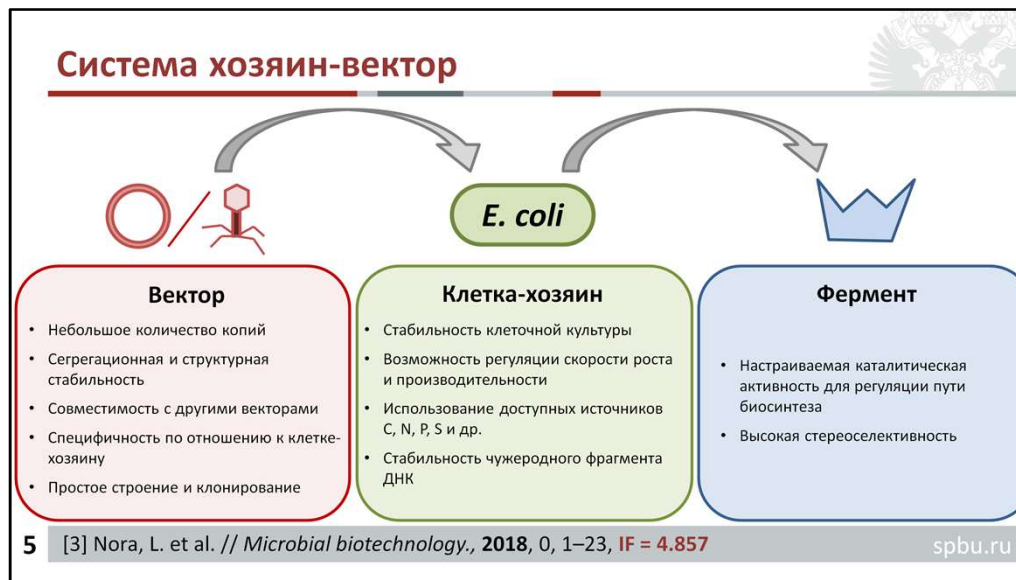 Система хозяин-вектор
E. coli
Вектор
• Небольшое количество копий
• Сегрегационная и структурная
стабильность
• Совместимость с другими векторами
• Специфичность по отношению к клетке-
хозяину
• Простое строение и клонирование
Клетка-хозяин
• Стабильность клеточной культуры
• Возможность регуляции скорости роста
и производительности
• Использование доступных источников
C, N, P, S и др.
• Стабильность чужеродного фрагмента
ДНК
Фермент
• Настраиваемая каталитическая
активность для регуляции пути
биосинтеза
• Высокая стереоселективность
5 [3] Nora, L. et al. // Microbial biotechnology., 2018, 0, 1–23, IF = 4.857 spbu.ru